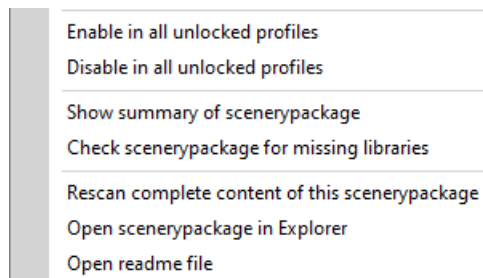 Enable in all unlocked profiles
Disable in all unlocked profiles
Show summary of scenerypackage
Check scenerypackage for missing libraries
Rescan complete content of this scenerypackage
Open scenerypackage in Explorer
Open readme file